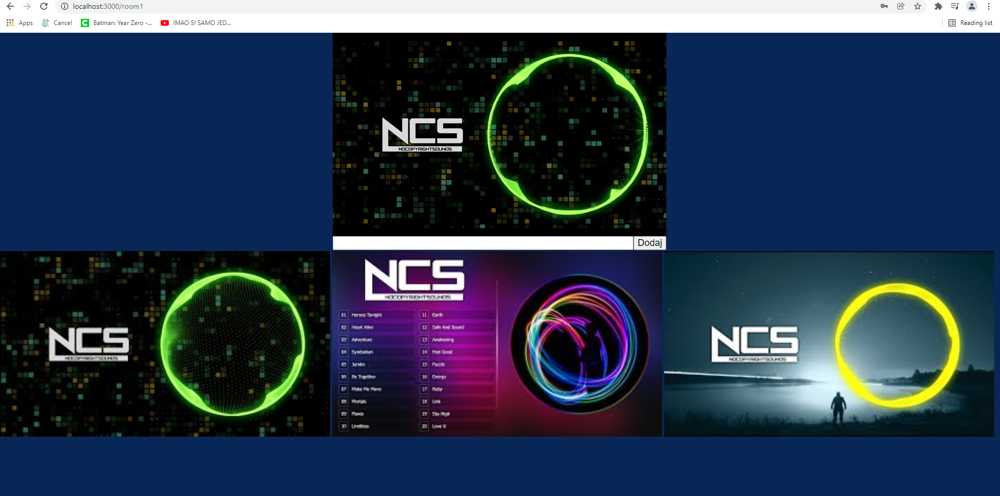 localhost:3000/room1
Apps
Cancel
Batman: Year Zero -...
IMAO SI SAMO JED...
Reading list
NCS
NOCOPYRIGHTSOUNDS
Dodaj
NCS
NOCOPYRIGHTSOUNDS
NCS
NOCOPYRIGHTSOUNDS
01 Heroes Tonight
02 Heart Afire
03 Adventure
04 Symbolism
05 Jumbo
06 Be Together
07 Make Me Move
08 Mortals
09 Flares
10 Limitless
11 Earth
12 Safe And Sound
13 Awakening
14 Feel Good
15 Puzzle
16 Energy
17 Ruby
18 Link
19 Sky High
20 Love U
NCS
NOCOPYRIGHTSOUNDS